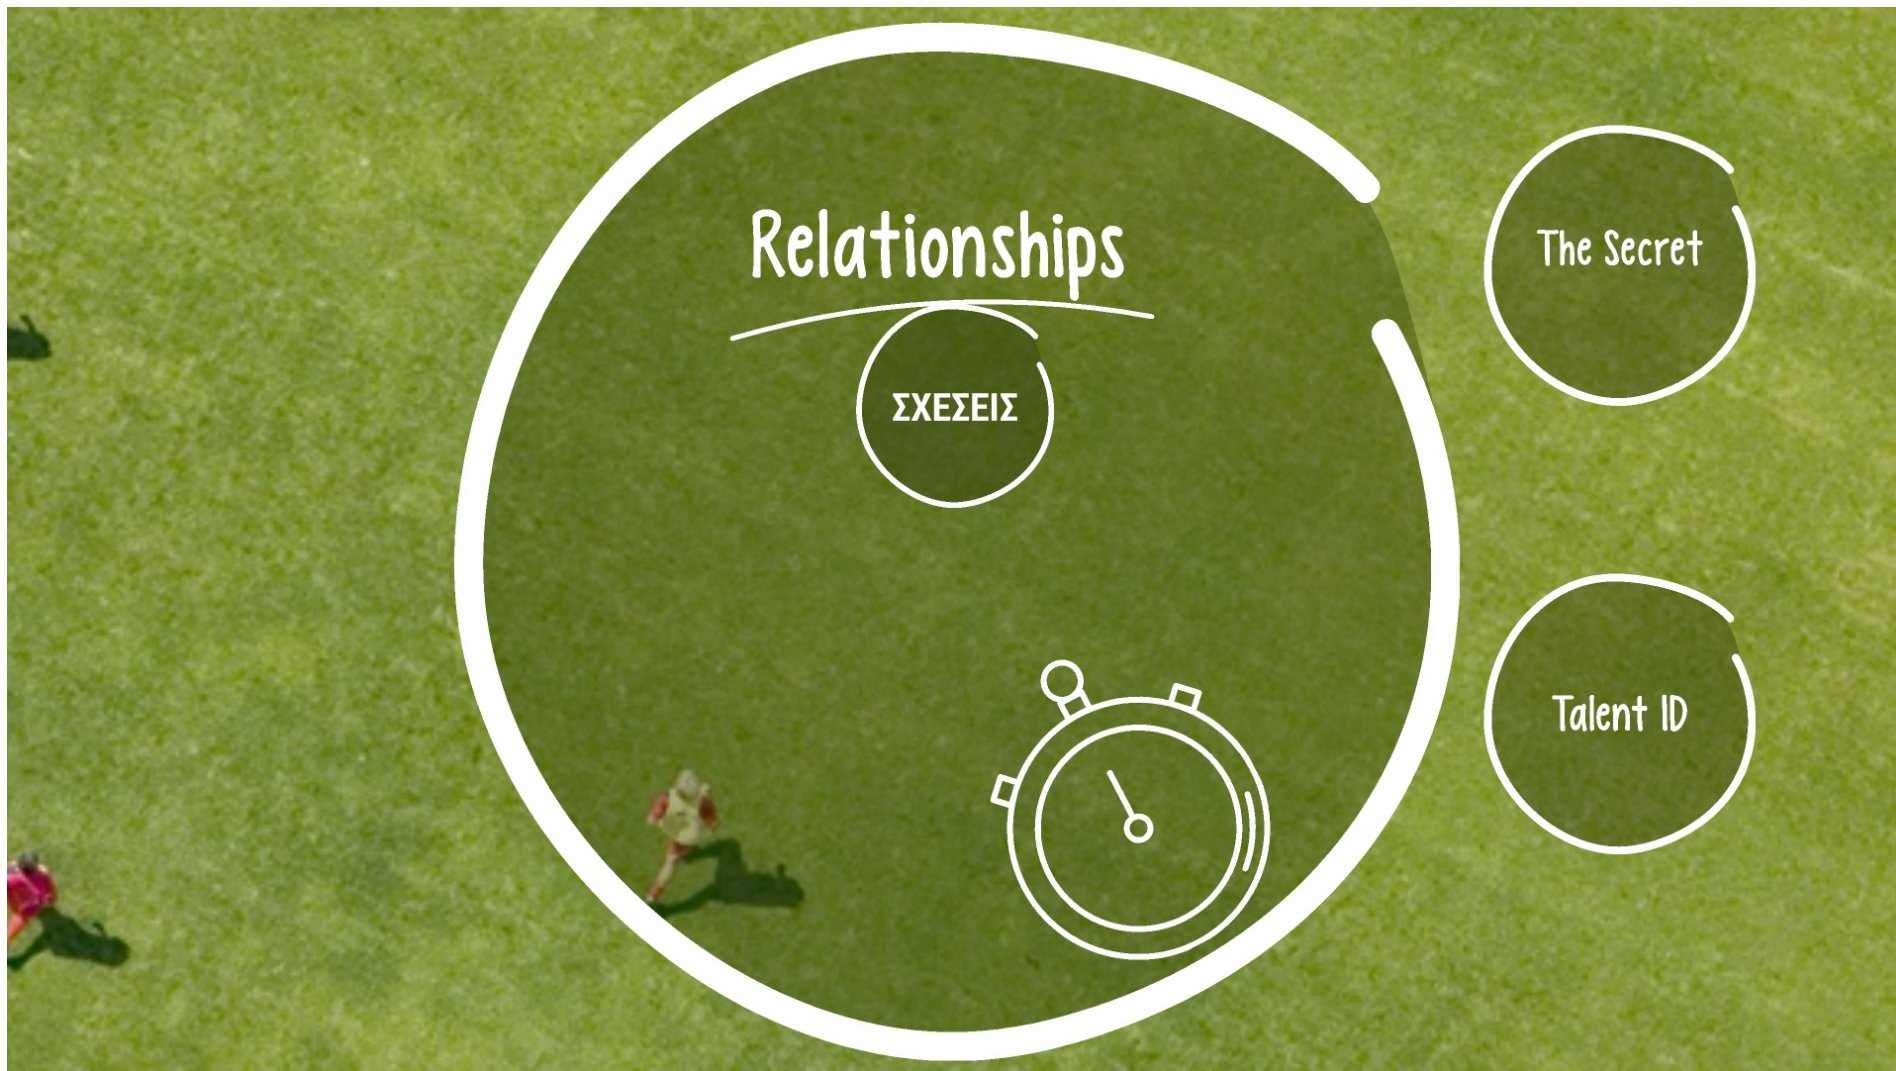 Relationships
ΣΧΕΣΕΙΣ
The Secret
Talent ID